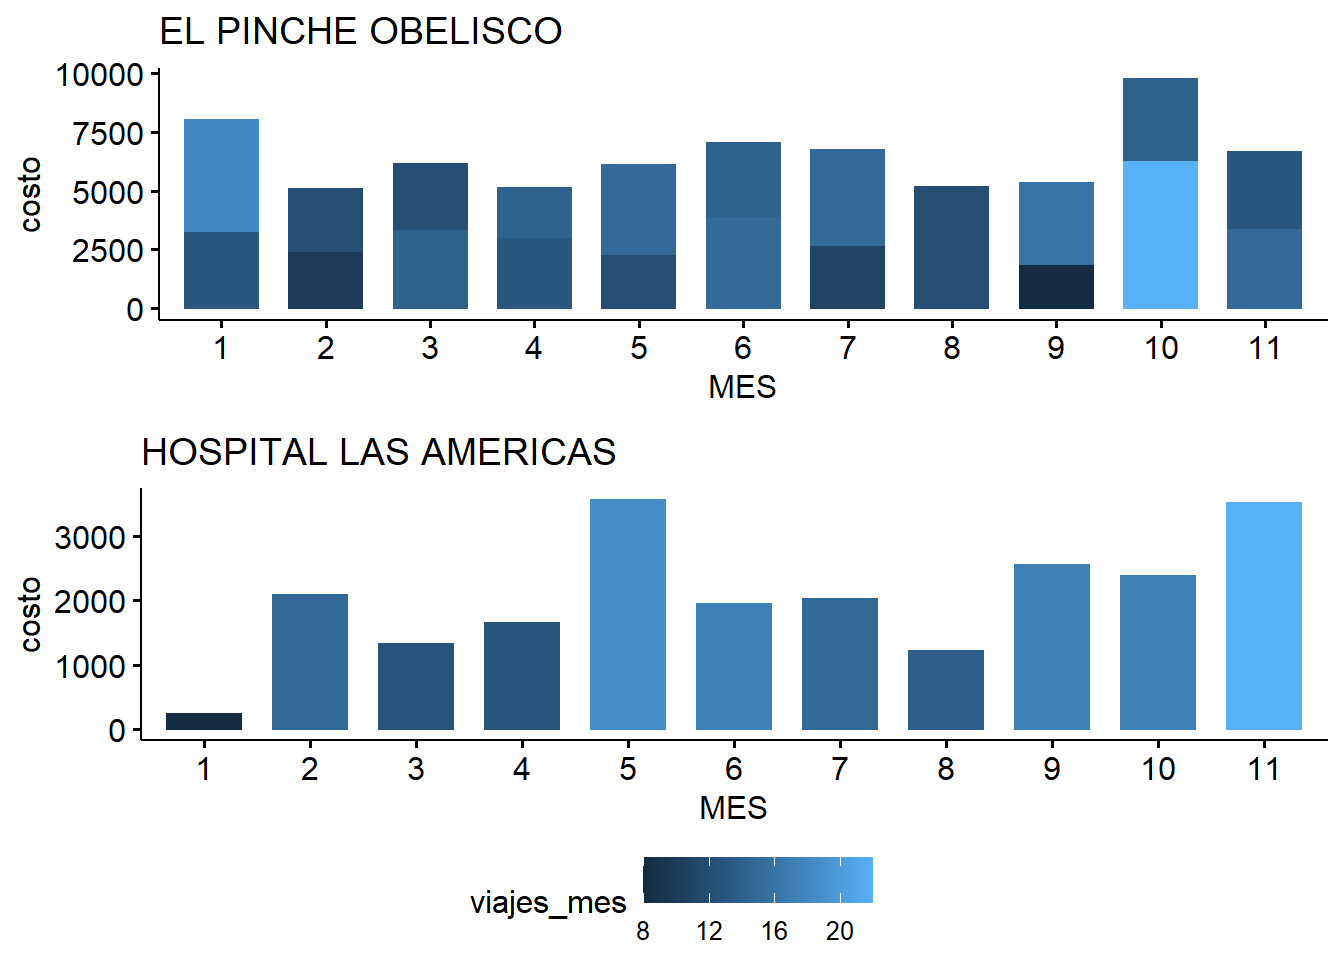 EL PINCHE OBELISCO
10000
7500
5000
2500
0
costo
1 2 3 4 5 6 7 8 9 10 11
MES
HOSPITAL LAS AMERICAS
3000
2000
1000
0
costo
1 2 3 4 5 6 7 8 9 10 11
MES
viajes_mes
8 12 16 20